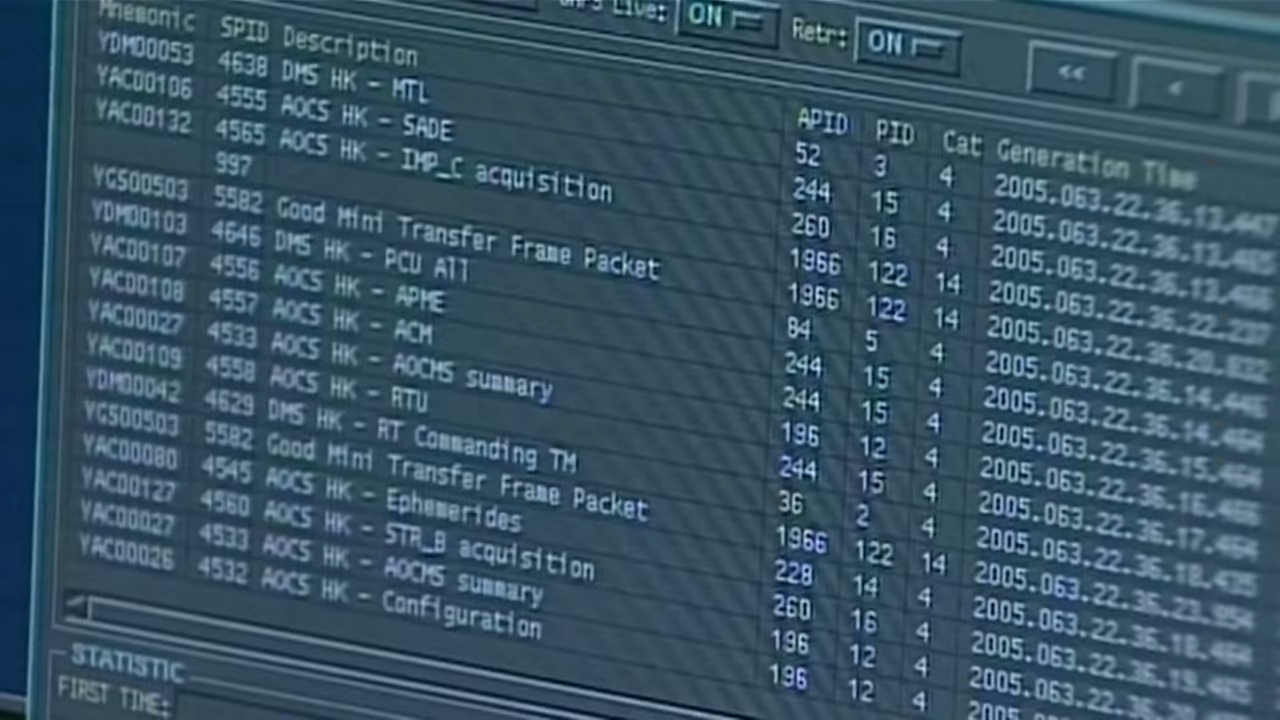 Live: ON Retr: ON << <
Mnemonic SPID Description APID PID Cat Generation Time
YDM00053 4638 DMS HK - MTL 52 3 4 2005.063.22.36.13.447
YAC00106 4555 AOCS HK - SADE 244 15 4 2005.063.22.36.13.465
YAC00132 4565 AOCS HK - IMP_C acquisition 260 16 4 2005.063.22.36.13.466
997 1966 122 14 2005.063.22.36.22.237
YGS00503 5582 Good Mini Transfer Frame Packet 1966 122 14 2005.063.22.36.20.832
YDM00103 4646 DMS HK - PCU All 84 5 4 2005.063.22.36.14.445
YAC00107 4556 AOCS HK - APME 244 15 4 2005.063.22.36.14.464
YAC00108 4557 AOCS HK - ACM 244 15 4 2005.063.22.36.15.464
YAC00027 4533 AOCS HK - AOCMS summary 196 12 4 2005.063.22.36.16.465
YAC00109 4558 AOCS HK - RTU 244 15 4 2005.063.22.36.17.464
YDM00042 4629 DMS HK - RT Commanding TM 36 2 4 2005.063.22.36.18.435
YGS00503 5582 Good Mini Transfer Frame Packet 1966 122 14 2005.063.22.36.23.954
YAC00080 4545 AOCS HK - Ephemerides 228 14 4 2005.063.22.36.18.464
YAC00127 4560 AOCS HK - STR_B acquisition 260 16 4 2005.063.22.36.19.465
YAC00027 4533 AOCS HK - AOCMS summary 196 12 4
YAC00026 4532 AOCS HK - Configuration 196 12 4
STATISTIC
FIRST TIME: